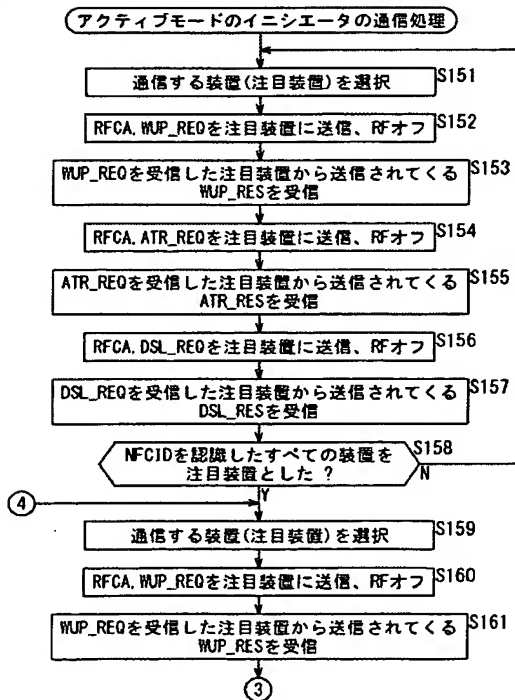 アクティブモードのイニシエータの通信処理
通信する装置(注目装置)を選択
S151
RFCA, WUP_REQを注目装置に送信、RFオフ
S152
WUP_REQを受信した注目装置から送信されてくる
WUP_RESを受信
S153
RFCA, ATR_REQを注目装置に送信、RFオフ
S154
ATR_REQを受信した注目装置から送信されてくる
ATR_RESを受信
S155
RFCA, DSL_REQを注目装置に送信、RFオフ
S156
DSL_REQを受信した注目装置から送信されてくる
DSL_RESを受信
S157
NFCIDを認識したすべての装置を
注目装置とした ?
S158
N
Y
④
通信する装置(注目装置)を選択
S159
RFCA, WUP_REQを注目装置に送信、RFオフ
S160
WUP_REQを受信した注目装置から送信されてくる
WUP_RESを受信
S161
③